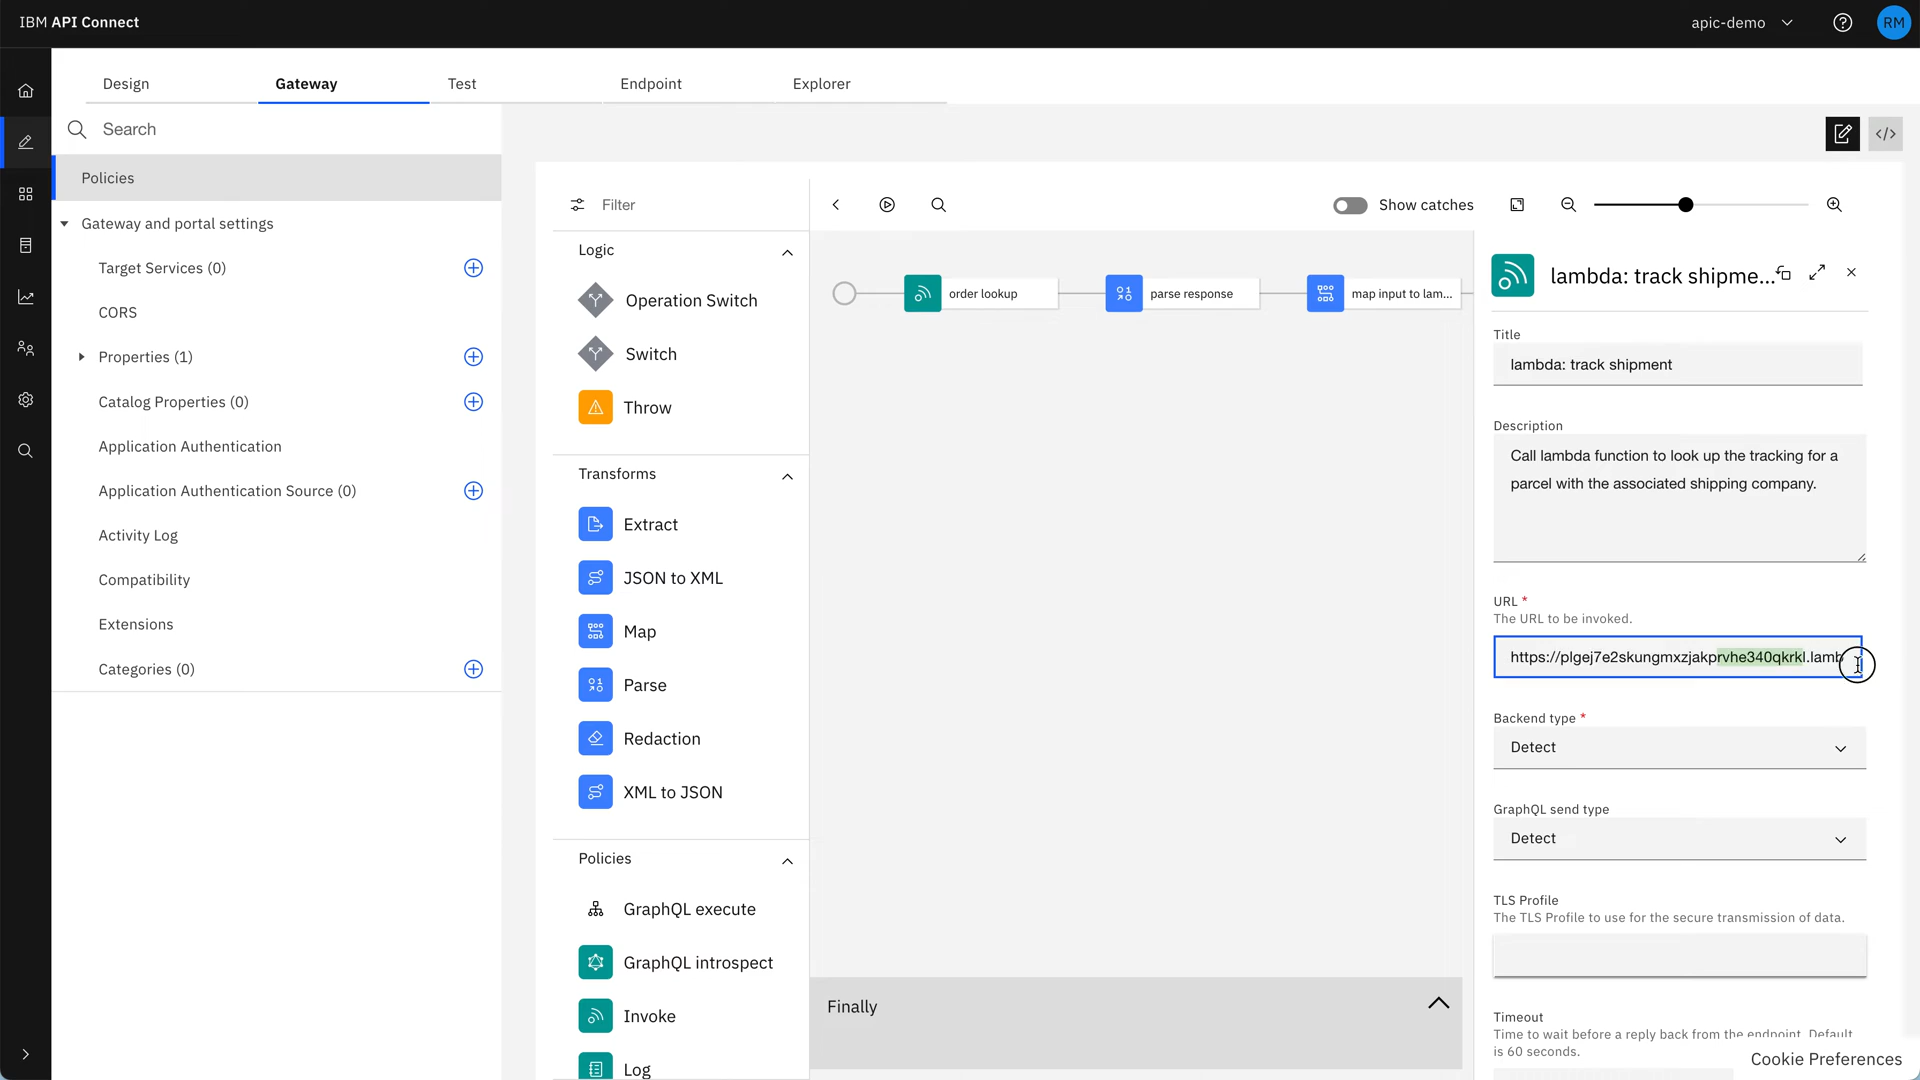 IBM API Connect
apic-demo
RM
Design
Gateway
Test
Endpoint
Explorer
Search
Policies
Gateway and portal settings
Target Services (0)
CORS
Properties (1)
Catalog Properties (0)
Application Authentication
Application Authentication Source (0)
Activity Log
Compatibility
Extensions
Categories (0)
Filter
Logic
Operation Switch
Switch
Throw
Transforms
Extract
JSON to XML
Map
Parse
Redaction
XML to JSON
Policies
GraphQL execute
GraphQL introspect
Invoke
Log
Show catches
order lookup
parse response
map input to lam...
Finally
lambda: track shipme...
Title
lambda: track shipment
Description
Call lambda function to look up the tracking for a
parcel with the associated shipping company.
URL *
The URL to be invoked.
https://plgej7e2skungmxzjakprvhe340qkrkl.lamb
Backend type *
Detect
GraphQL send type
Detect
TLS Profile
The TLS Profile to use for the secure transmission of data.
Timeout
Time to wait before a reply back from the endpoint. Default
is 60 seconds.
Cookie Preferences